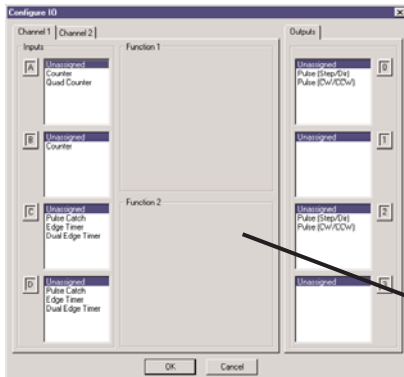 Configure IO
Channel 1 Channel 2
Inputs
Function 1
A
Unassigned
Counter
Quad Counter
B
Unassigned
Counter
Function 2
C
Unassigned
Pulse Catch
Edge Timer
Dual Edge Timer
D
Unassigned
Pulse Catch
Edge Timer
Dual Edge Timer
Outputs
Unassigned
Pulse (Step/Dir)
Pulse (CW/CCW)
0
Unassigned
1
Unassigned
Pulse (Step/Dir)
Pulse (CW/CCW)
2
Unassigned
OK Cancel